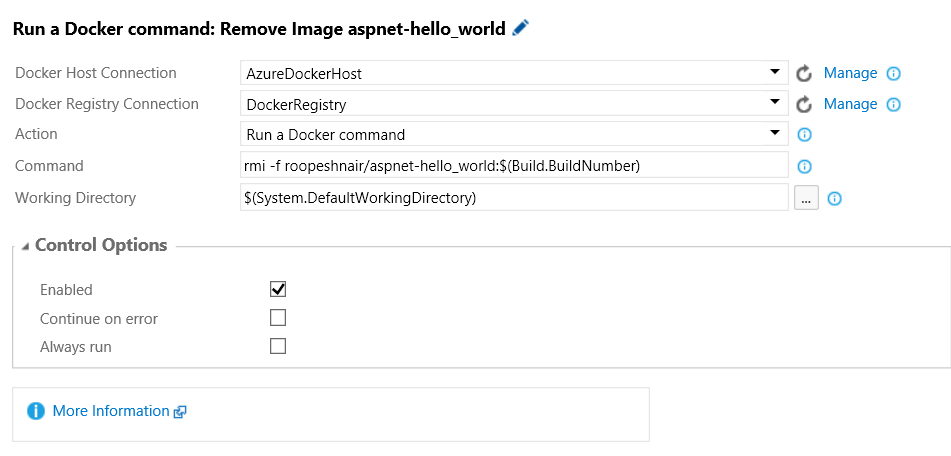 Run a Docker command: Remove Image aspnet-hello_world
Docker Host Connection AzureDockerHost Manage
Docker Registry Connection DockerRegistry Manage
Action Run a Docker command
Command rmi -f roopeshnair/aspnet-hello_world:$(Build.BuildNumber)
Working Directory $(System.DefaultWorkingDirectory) ...
Control Options
Enabled
Continue on error
Always run
More Information